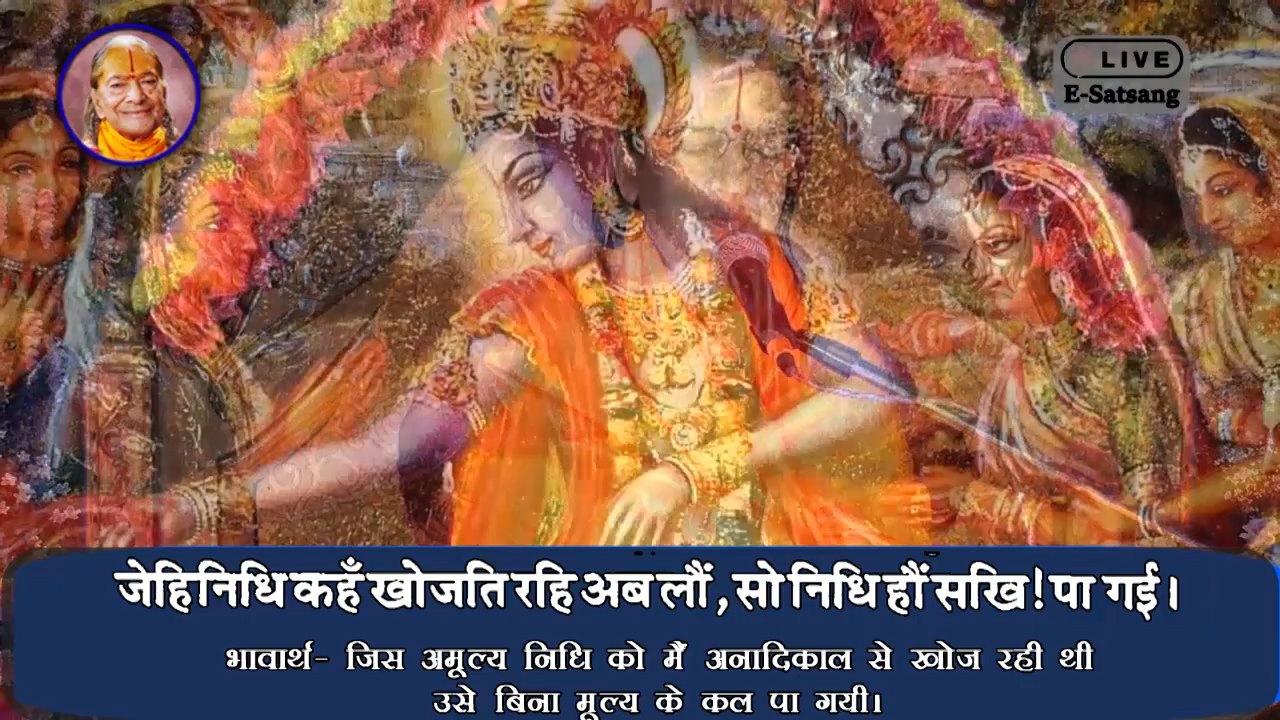 LIVE
E-Satsang
जेहि निधि कहँ खोजति रहि अब लौं, सो निधि हौं सखि! पा गई।
भावार्थ- जिस अमूल्य निधि को मैं अनादिकाल से खोज रही थी
उसे बिना मूल्य के कल पा गयी।